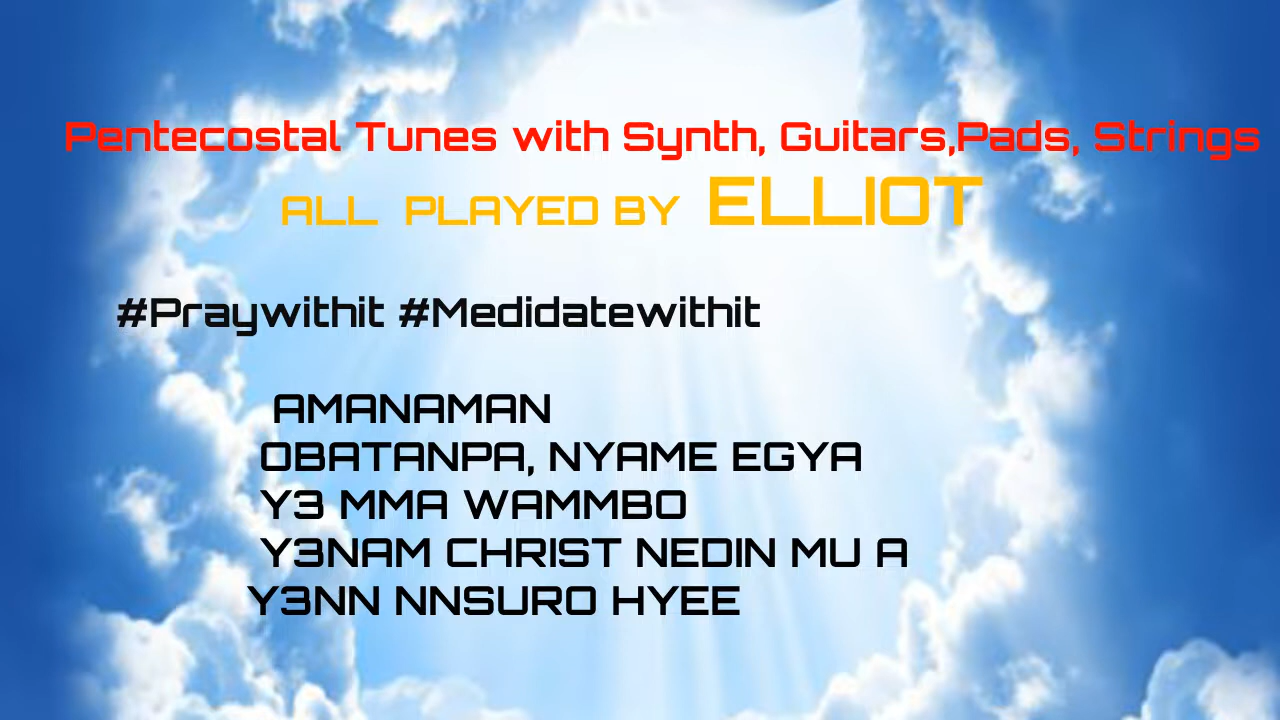 Pentecostal Tunes with Synth, Guitars,Pads, Strings
ALL PLAYED BY ELLIOT
#Praywithit #Medidatewithit
AMANAMAN
OBATANPA, NYAME EGYA
Y3 MMA WAMMBO
Y3NAM CHRIST NEDIN MU A
Y3NN NNSURO HYEE